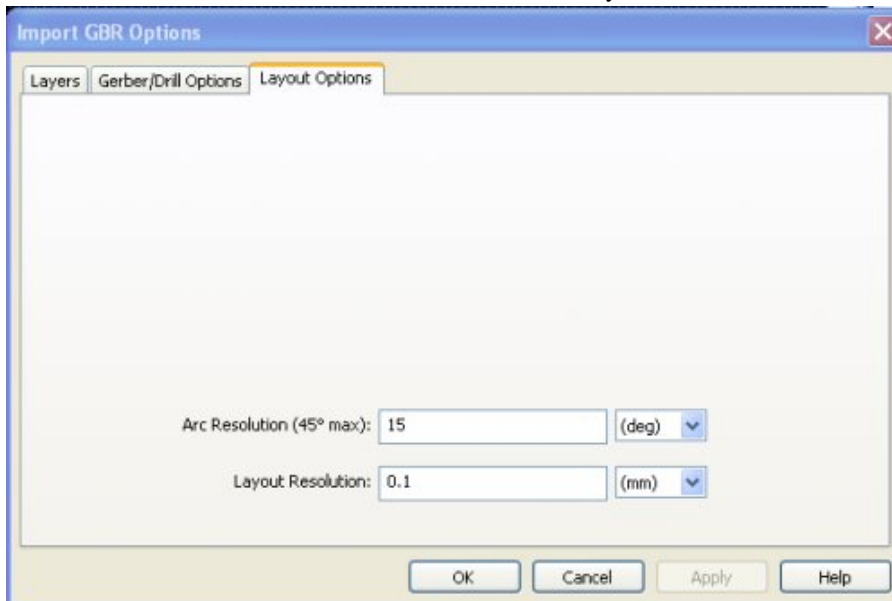 Import GBR Options
Layers Gerber/Drill Options Layout Options
Arc Resolution (45° max): 15 (deg)
Layout Resolution: 0.1 (mm)
OK Cancel Apply Help